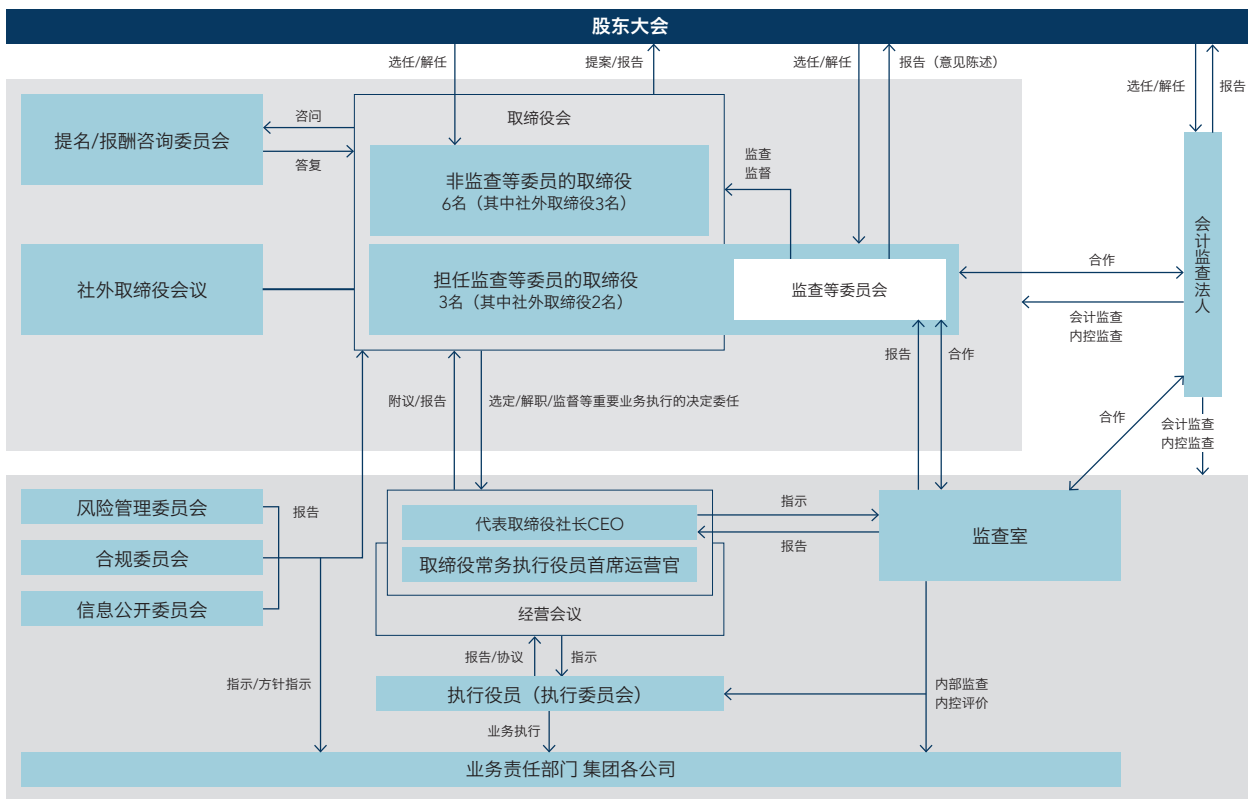 股东大会
选任/解任
提案/报告
选任/解任
报告（意见陈述）
选任/解任
报告
提名/报酬咨询委员会
咨问
答复
取缔役会
非监查等委员的取缔役
6名（其中社外取缔役3名）
监查
监督
社外取缔役会议
担任监查等委员的取缔役
3名（其中社外取缔役2名）
监查等委员会
合作
会计监查
内控监查
会计监查法人
附议/报告
选定/解职/监督等重要业务执行的决定委任
报告
合作
合作
会计监查
内控监查
风险管理委员会
合规委员会
信息公开委员会
报告
代表取缔役社长CEO
取缔役常务执行役员首席运营官
经营会议
指示
报告
监查室
报告/协议
指示
指示/方针指示
执行役员（执行委员会）
内部监查
内控评价
业务执行
业务责任部门 集团各公司